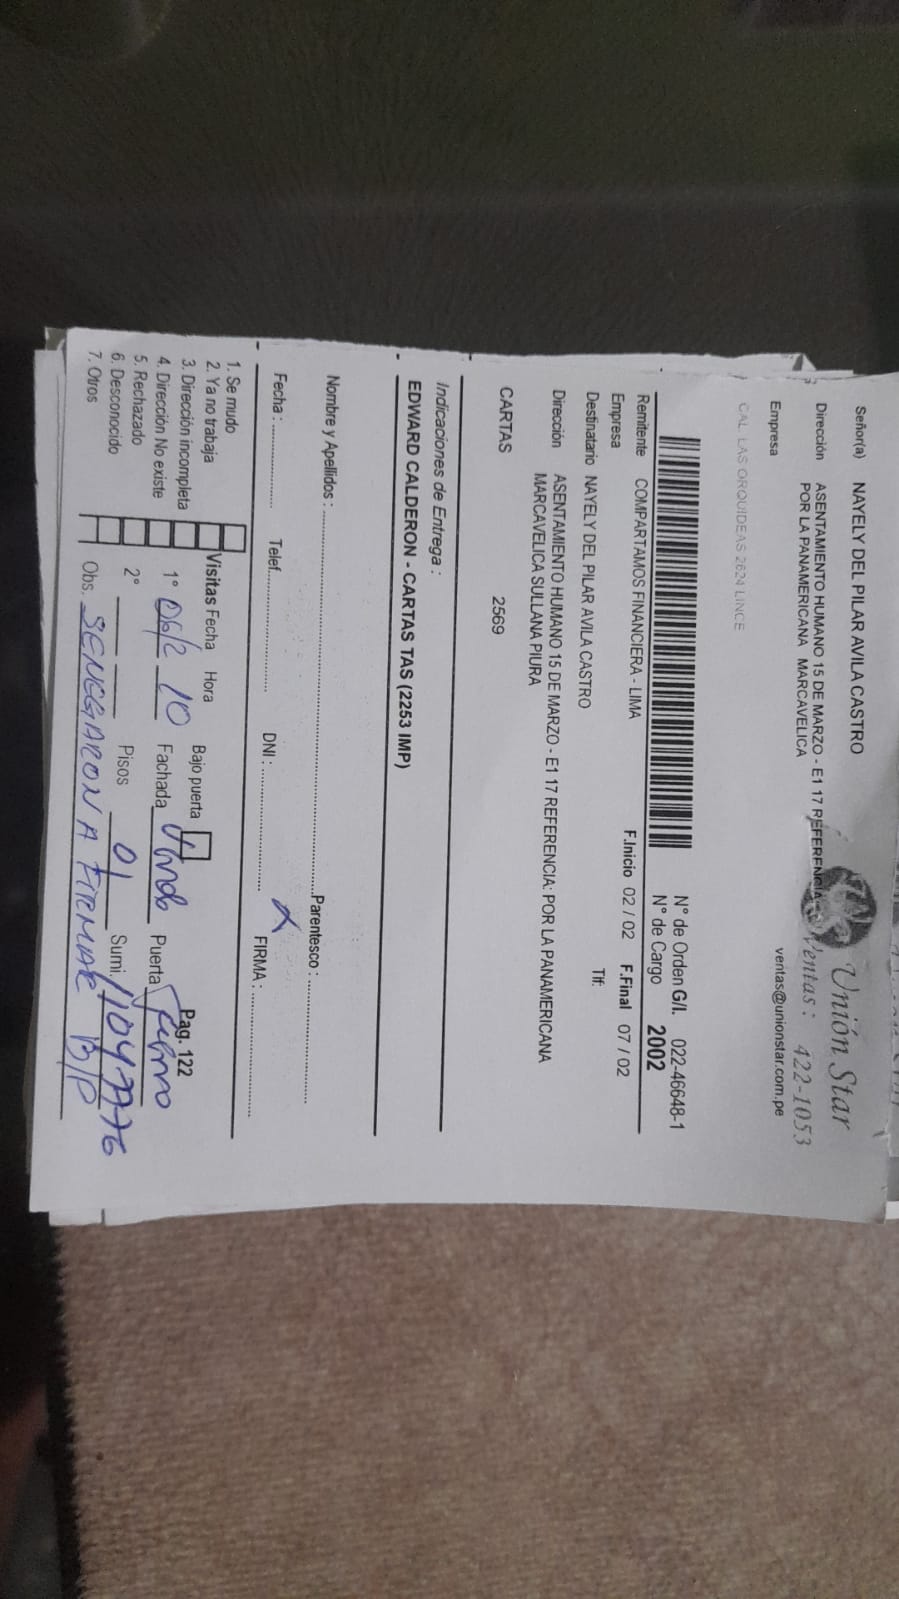 Unión Star
Señor(a) NAYELY DEL PILAR AVILA CASTRO
Dirección ASENTAMIENTO HUMANO 15 DE MARZO - E1 17 REFERENCIA:
POR LA PANAMERICANA MARCAVELICA
Ventas: 422-1053
Empresa
ventas@unionstar.com.pe
CAL LAS ORQUIDEAS 2624 LINCE
N° de Orden G/I. 022-46648-1
N° de Cargo 2002
Remitente COMPARTAMOS FINANCIERA - LIMA
F.Inicio 02 / 02 F.Final 07 / 02
Empresa
Tlf:
Destinatario NAYELY DEL PILAR AVILA CASTRO
Dirección ASENTAMIENTO HUMANO 15 DE MARZO - E1 17 REFERENCIA: POR LA PANAMERICANA
MARCAVELICA SULLANA PIURA
CARTAS 2569
Indicaciones de Entrega :
EDWARD CALDERON - CARTAS TAS (2253 IMP)
Nombre y Apellidos : Parentesco :
Fecha : Telef. DNI : FIRMA :
1. Se mudo
2. Ya no trabaja
3. Dirección incompleta
4. Dirección No existe
5. Rechazado
6. Desconocido
7. Otros
Visitas Fecha Hora Bajo puerta Pag. 122
1° 06/2 10 Fachada Puerta
2° Pisos 01 Sumi.
Obs. SENEGARON A FIRMAR B/P